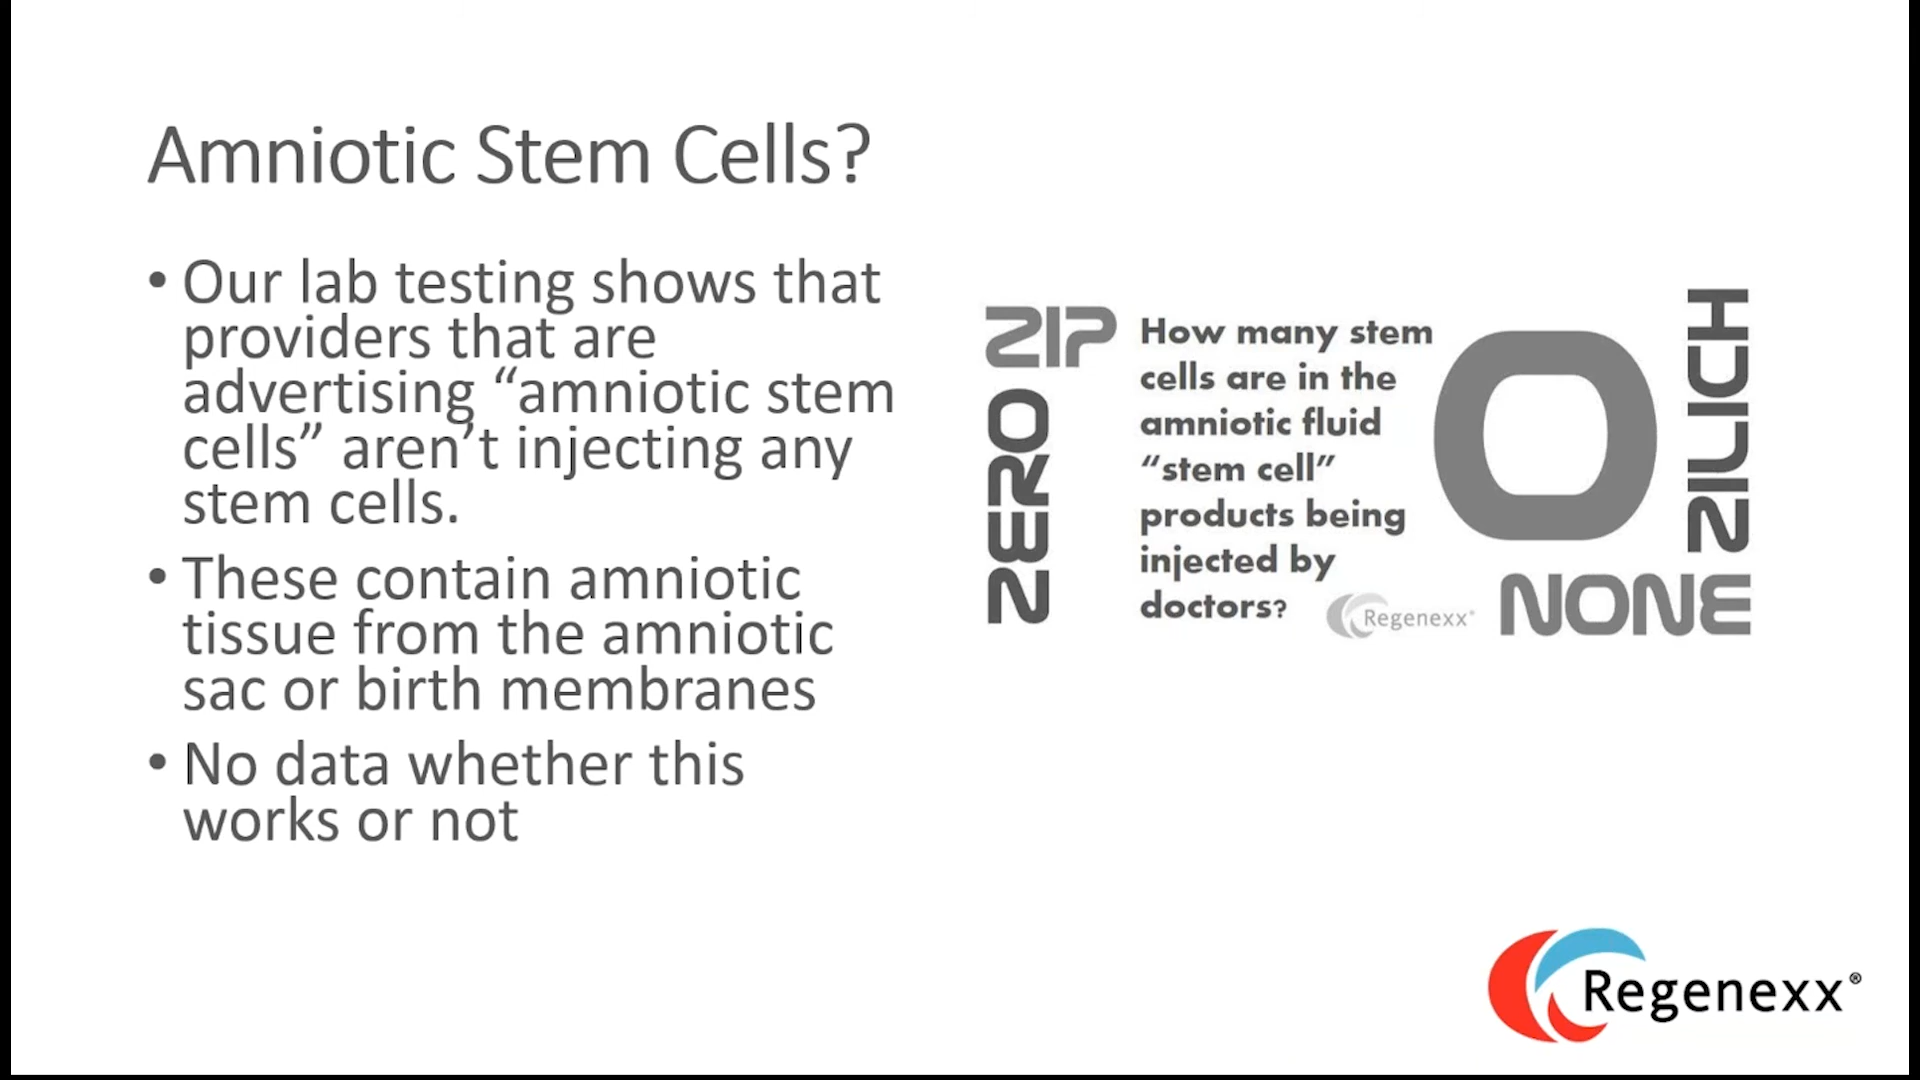 Amniotic Stem Cells?
• Our lab testing shows that
providers that are
advertising “amniotic stem
cells” aren’t injecting any
stem cells.
• These contain amniotic
tissue from the amniotic
sac or birth membranes
• No data whether this
works or not
ZIP
ZERO
How many stem
cells are in the
amniotic fluid
“stem cell”
products being
injected by
doctors?
Regenexx®
0
ZILICH
NONE
Regenexx®